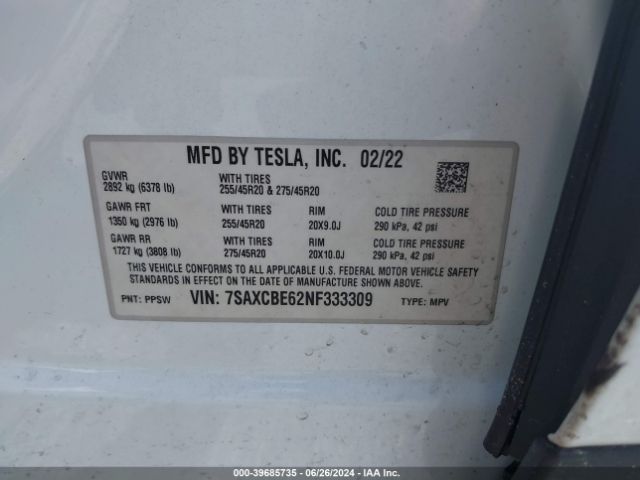 MFD BY TESLA, INC. 02/22
GVWR WITH TIRES
2892 kg (6378 lb) 255/45R20 & 275/45R20
GAWR FRT WITH TIRES RIM COLD TIRE PRESSURE
1350 kg (2976 lb) 255/45R20 20X9.0J 290 kPa, 42 psi
GAWR RR WITH TIRES RIM COLD TIRE PRESSURE
1727 kg (3808 lb) 275/45R20 20X10.0J 290 kPa, 42 psi
THIS VEHICLE CONFORMS TO ALL APPLICABLE U.S. FEDERAL MOTOR VEHICLE SAFETY
STANDARDS IN EFFECT ON THE DATE OF MANUFACTURE SHOWN ABOVE.
PNT: PPSW VIN: 7SAXCBE62NF333309 TYPE: MPV
000-39685735 - 06/26/2024 - IAA Inc.